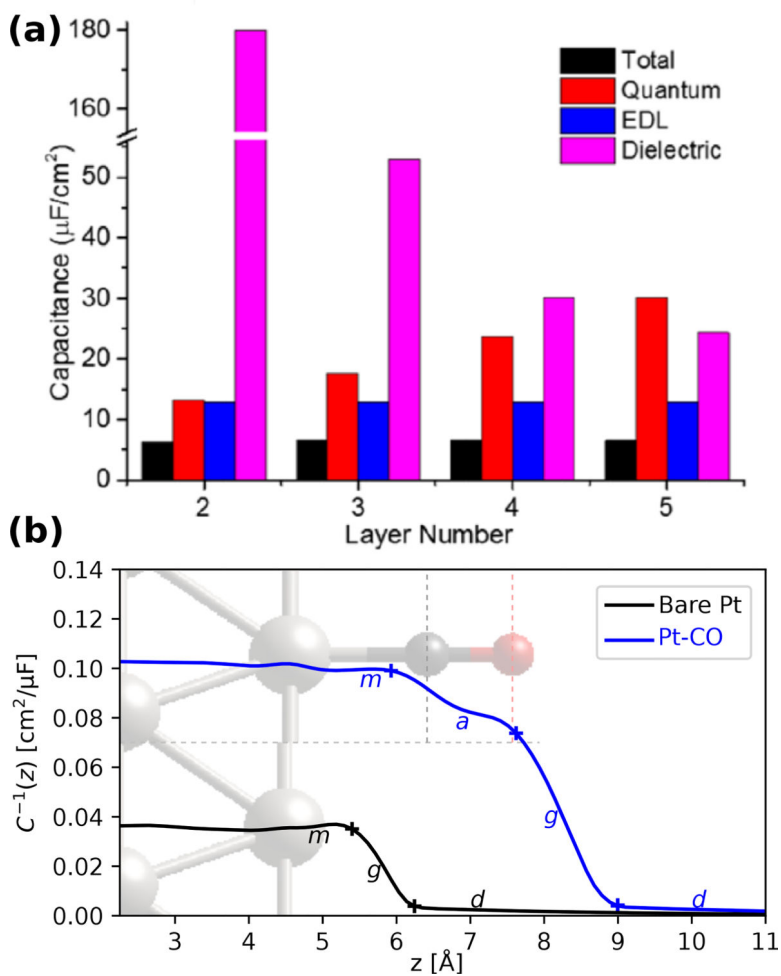 (a)
180
160
50
40
30
20
10
0
Capacitance (μF/cm²)
Total
Quantum
EDL
Dielectric
2 3 4 5
Layer Number
(b)
0.14
0.12
0.10
0.08
0.06
0.04
0.02
0.00
C⁻¹(z) [cm²/μF]
Bare Pt
Pt-CO
m
a
g
d
m
g
d
3 4 5 6 7 8 9 10 11
z [Å]